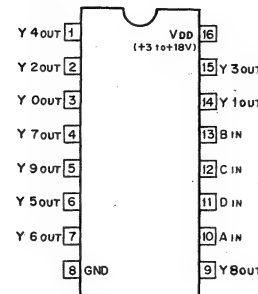 Y 4OUT 1
VDD 16
(+3 to+18V)
Y 2OUT 2
15 Y 3OUT
Y 0OUT 3
14 Y 1OUT
Y 7OUT 4
13 B IN
Y 9OUT 5
12 C IN
Y 5OUT 6
11 D IN
Y 6OUT 7
10 A IN
8 GND
9 Y 8OUT